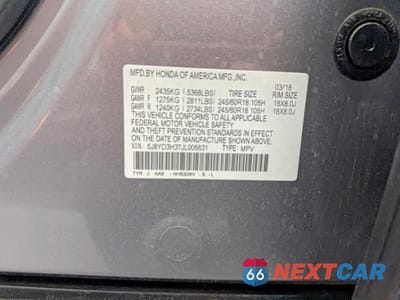 MFD.BY HONDA OF AMERICA MFG.,INC.
03/18
GVWR 2435KG (5368LBS) TIRE SIZE RIM SIZE
GAWR F 1275KG (2811LBS) 245/60R18 105H 18X8.0J
GAWR R 1240KG (2734LBS) 245/60R18 105H 18X8.0J
THIS VEHICLE CONFORMS TO ALL APPLICABLE
FEDERAL MOTOR VEHICLE SAFETY AND
THEFT PREVENTION STANDARDS IN EFFECT ON
THE DATE OF MANUFACTURE SHOWN ABOVE.
VIN: 5J8YD3H37JL006631 TYPE: MPV
TYR J AA8 - NH8
66 NEXTCAR